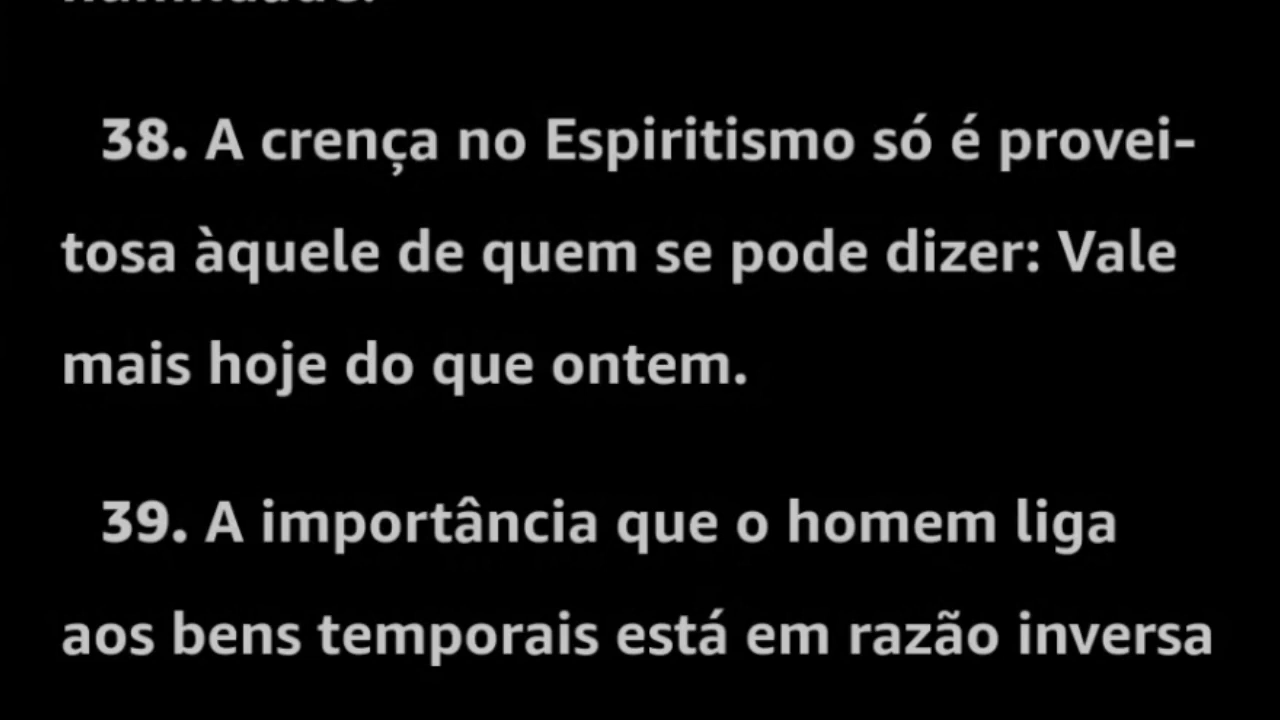 38. A crença no Espiritismo só é provei-
tosa àquele de quem se pode dizer: Vale
mais hoje do que ontem.
39. A importância que o homem liga
aos bens temporais está em razão inversa